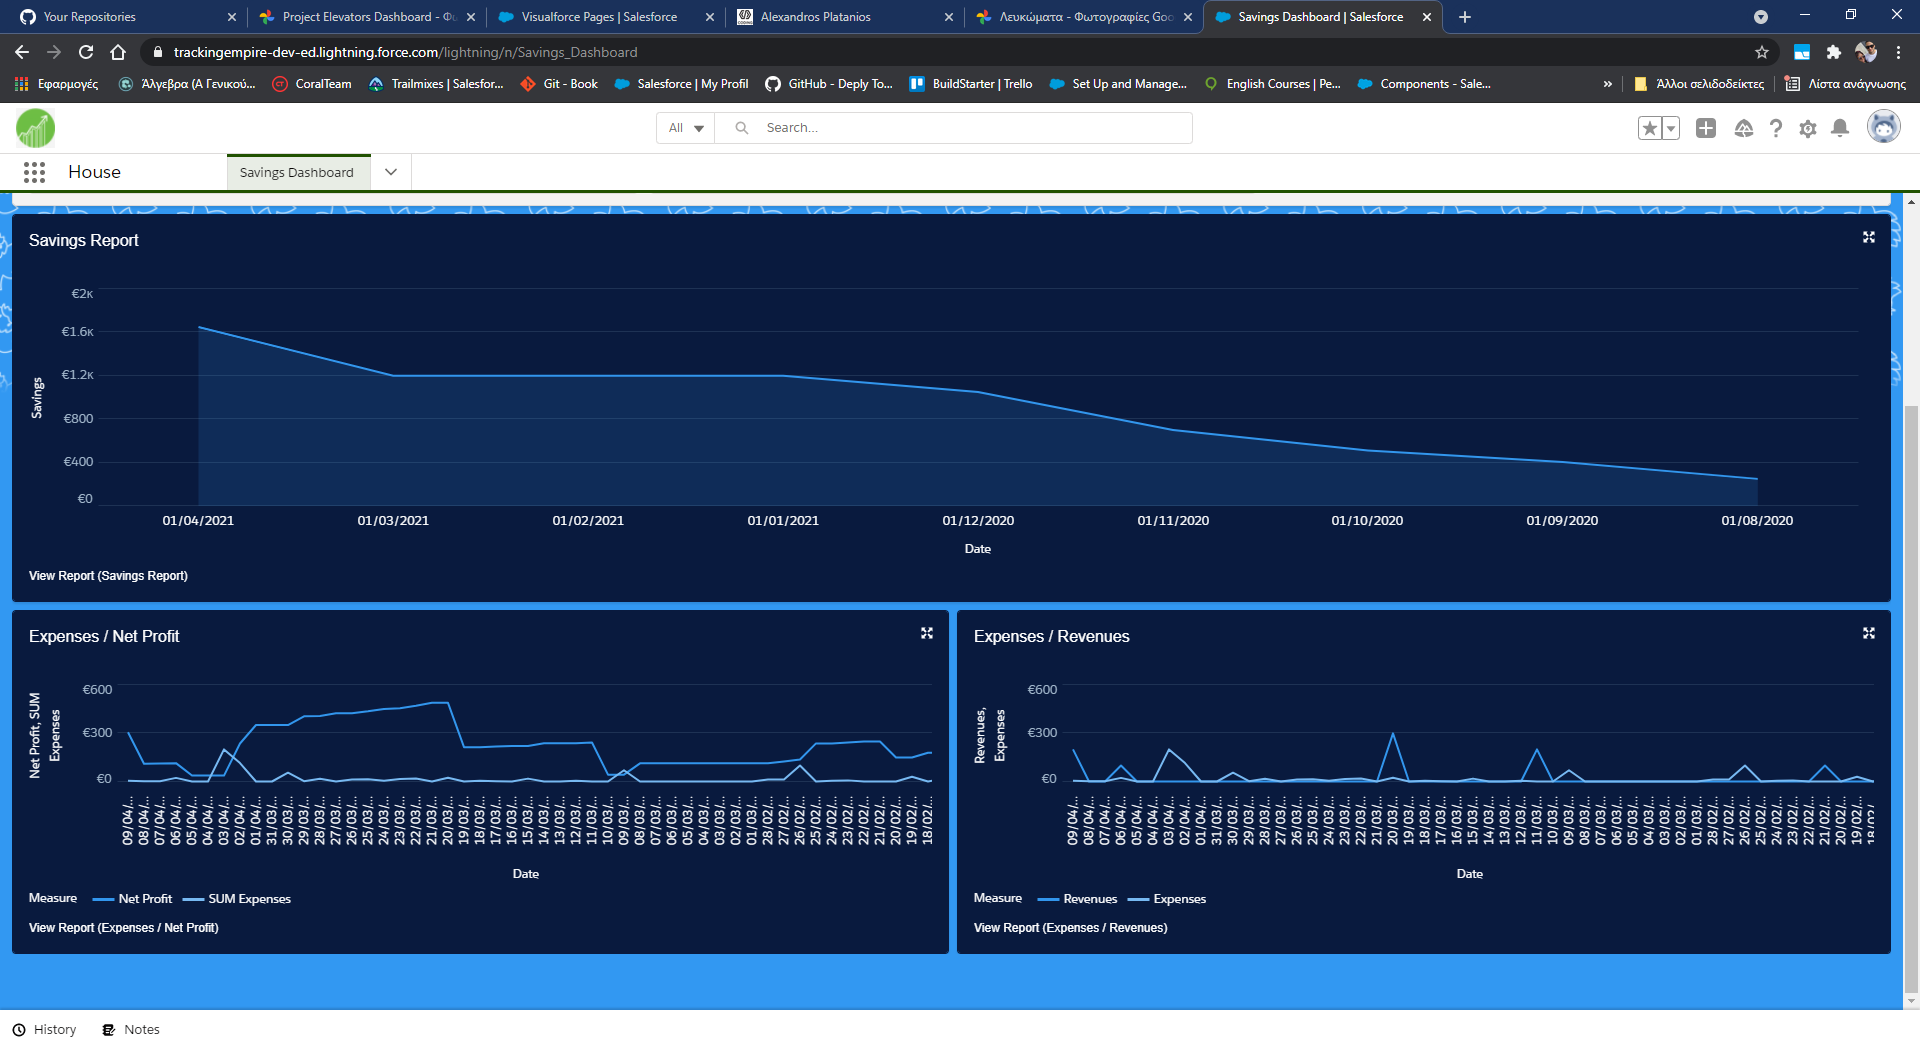 Your Repositories
Project Elevators Dashboard - Φω
Visualforce Pages | Salesforce
Alexandros Platanios
Λευκώματα - Φωτογραφίες Goo
Savings Dashboard | Salesforce
trackingempire-dev-ed.lightning.force.com/lightning/n/Savings_Dashboard
Εφαρμογές
Άλγεβρα (Α Γενικού...
CoralTeam
Trailmixes | Salesfor...
Git - Book
Salesforce | My Profil
GitHub - Deply To...
BuildStarter | Trello
Set Up and Manage...
English Courses | Pe...
Components - Sale...
»
Άλλοι σελιδοδείκτες
Λίστα ανάγνωσης
All
Search...
House
Savings Dashboard
Savings Report
€2κ
€1.6κ
€1.2κ
€800
€400
€0
Savings
01/04/2021 01/03/2021 01/02/2021 01/01/2021 01/12/2020 01/11/2020 01/10/2020 01/09/2020 01/08/2020
Date
View Report (Savings Report)
Expenses / Net Profit
Net Profit, SUM
Expenses
€600
€300
€0
09/04/... 08/04/... 07/04/... 06/04/... 05/04/... 04/04/... 03/04/... 02/04/... 01/04/... 31/03/... 30/03/... 29/03/... 28/03/... 27/03/... 26/03/... 25/03/... 24/03/... 23/03/... 22/03/... 21/03/... 20/03/... 19/03/... 18/03/... 17/03/... 16/03/... 15/03/... 14/03/... 13/03/... 12/03/... 11/03/... 10/03/... 09/03/... 08/03/... 07/03/... 06/03/... 05/03/... 04/03/... 03/03/... 02/03/... 01/03/... 28/02/... 27/02/... 26/02/... 25/02/... 24/02/... 23/02/... 22/02/... 21/02/... 20/02/... 19/02/... 18/02/...
Date
Measure
Net Profit
SUM Expenses
View Report (Expenses / Net Profit)
Expenses / Revenues
Revenues,
Expenses
€600
€300
€0
09/04/... 08/04/... 07/04/... 06/04/... 05/04/... 04/04/... 03/04/... 02/04/... 01/04/... 31/03/... 30/03/... 29/03/... 28/03/... 27/03/... 26/03/... 25/03/... 24/03/... 23/03/... 22/03/... 21/03/... 20/03/... 19/03/... 18/03/... 17/03/... 16/03/... 15/03/... 14/03/... 13/03/... 12/03/... 11/03/... 10/03/... 09/03/... 08/03/... 07/03/... 06/03/... 05/03/... 04/03/... 03/03/... 02/03/... 01/03/... 28/02/... 27/02/... 26/02/... 25/02/... 24/02/... 23/02/... 22/02/... 21/02/... 20/02/... 19/02/... 18/02/
Date
Measure
Revenues
Expenses
View Report (Expenses / Revenues)
History
Notes